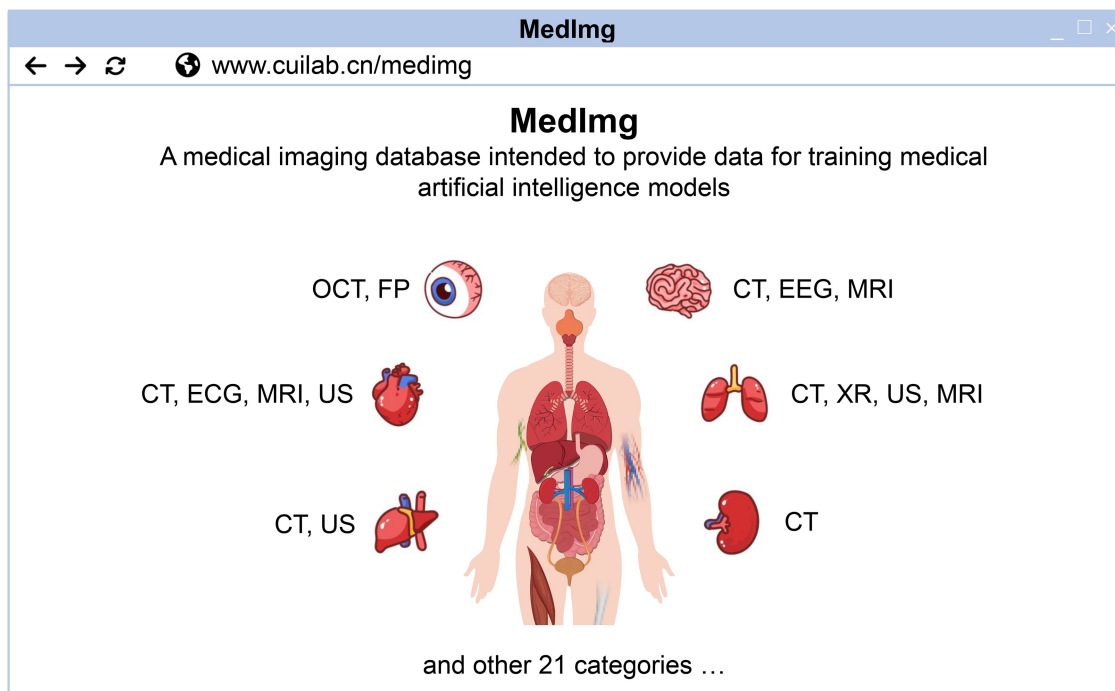 MedImg
www.cuilab.cn/medimg
MedImg
A medical imaging database intended to provide data for training medical
artificial intelligence models
OCT, FP
CT, EEG, MRI
CT, ECG, MRI, US
CT, XR, US, MRI
CT, US
CT
and other 21 categories …